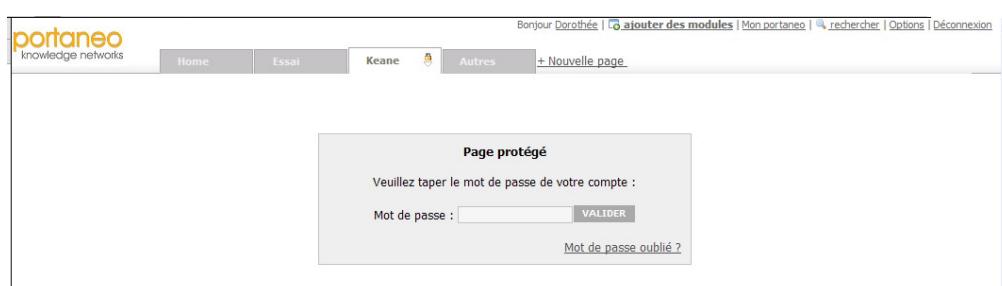 Bonjour Dorothée | ajouter des modules | Mon portaneo | rechercher | Options | Déconnexion
portaneo
knowledge networks
Home Essai Keane Autres + Nouvelle page
Page protégé
Veuillez taper le mot de passe de votre compte :
Mot de passe : VALIDER
Mot de passe oublié ?